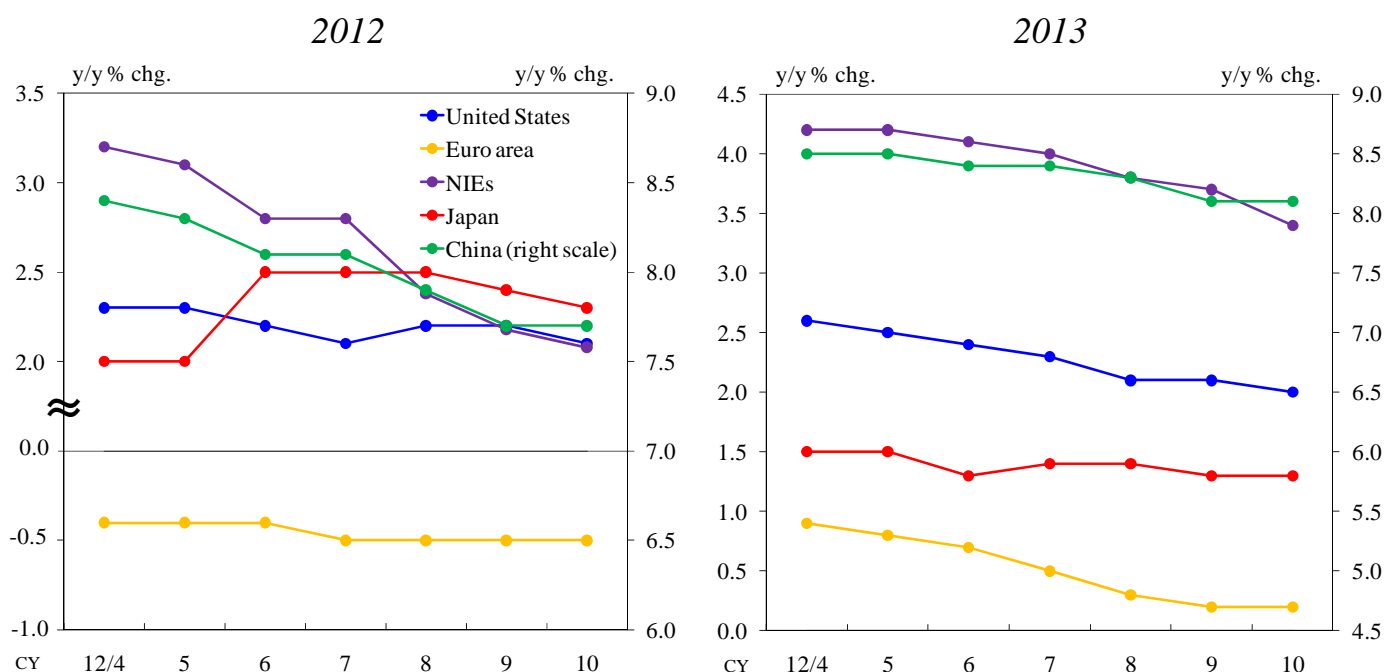 2012
y/y % chg. y/y % chg.
3.5 9.0
United States
Euro area
3.0 NIEs 8.5
Japan
China (right scale)
2.5 8.0
2.0 7.5
≈
0.0 7.0
-0.5 6.5
-1.0 6.0
CY 12/4 5 6 7 8 9 10
2013
y/y % chg. y/y % chg.
4.5 9.0
4.0 8.5
3.5 8.0
3.0 7.5
2.5 7.0
2.0 6.5
1.5 6.0
1.0 5.5
0.5 5.0
0.0 4.5
CY 12/4 5 6 7 8 9 10